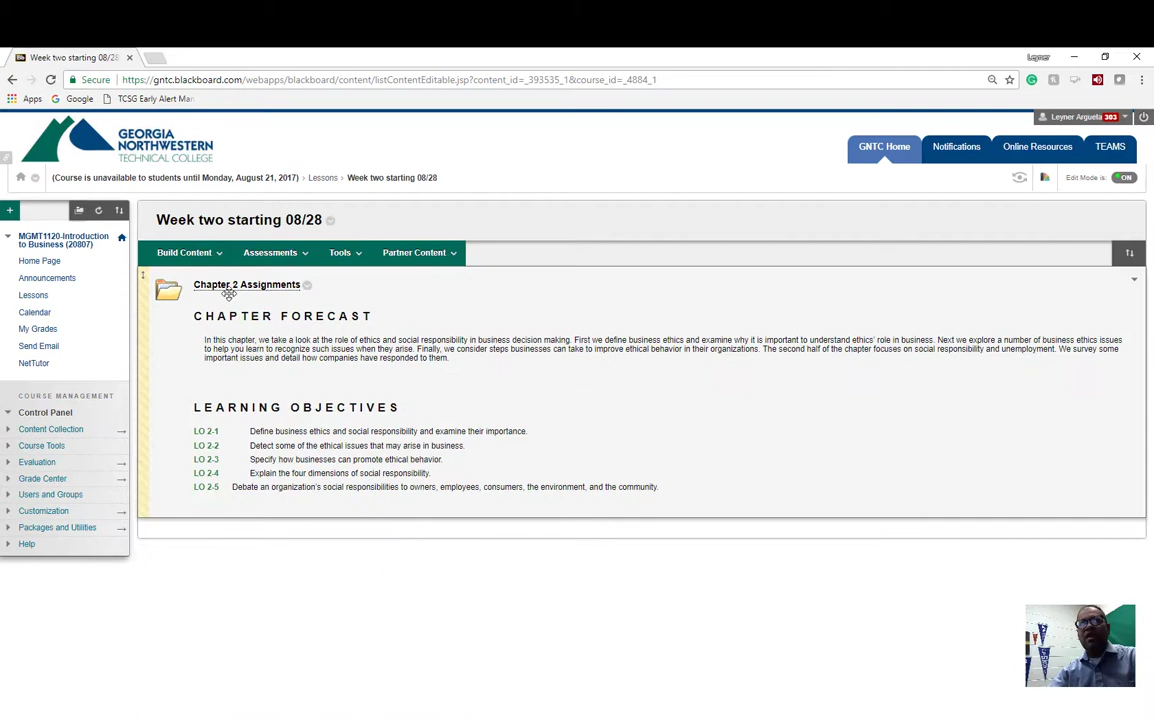 Week two starting 08/28
Leyner
Secure https://gntc.blackboard.com/webapps/blackboard/content/listContentEditable.jsp?content_id=_393535_1&course_id=_4884_1
Apps Google TCSG Early Alert Man
GEORGIA
NORTHWESTERN
TECHNICAL COLLEGE
Leyner Argueta 303
GNTC Home Notifications Online Resources TEAMS
(Course is unavailable to students until Monday, August 21, 2017) Lessons Week two starting 08/28
Edit Mode is: ON
MGMT1120-Introduction
to Business (20807)
Home Page
Announcements
Lessons
Calendar
My Grades
Send Email
NetTutor
COURSE MANAGEMENT
Control Panel
Content Collection
Course Tools
Evaluation
Grade Center
Users and Groups
Customization
Packages and Utilities
Help
Week two starting 08/28
Build Content Assessments Tools Partner Content
Chapter 2 Assignments
CHAPTER FORECAST
In this chapter, we take a look at the role of ethics and social responsibility in business decision making. First we define business ethics and examine why it is important to understand ethics' role in business. Next we explore a number of business ethics issues
to help you learn to recognize such issues when they arise. Finally, we consider steps businesses can take to improve ethical behavior in their organizations. The second half of the chapter focuses on social responsibility and unemployment. We survey some
important issues and detail how companies have responded to them.
LEARNING OBJECTIVES
LO 2-1 Define business ethics and social responsibility and examine their importance.
LO 2-2 Detect some of the ethical issues that may arise in business.
LO 2-3 Specify how businesses can promote ethical behavior.
LO 2-4 Explain the four dimensions of social responsibility.
LO 2-5 Debate an organization's social responsibilities to owners, employees, consumers, the environment, and the community.